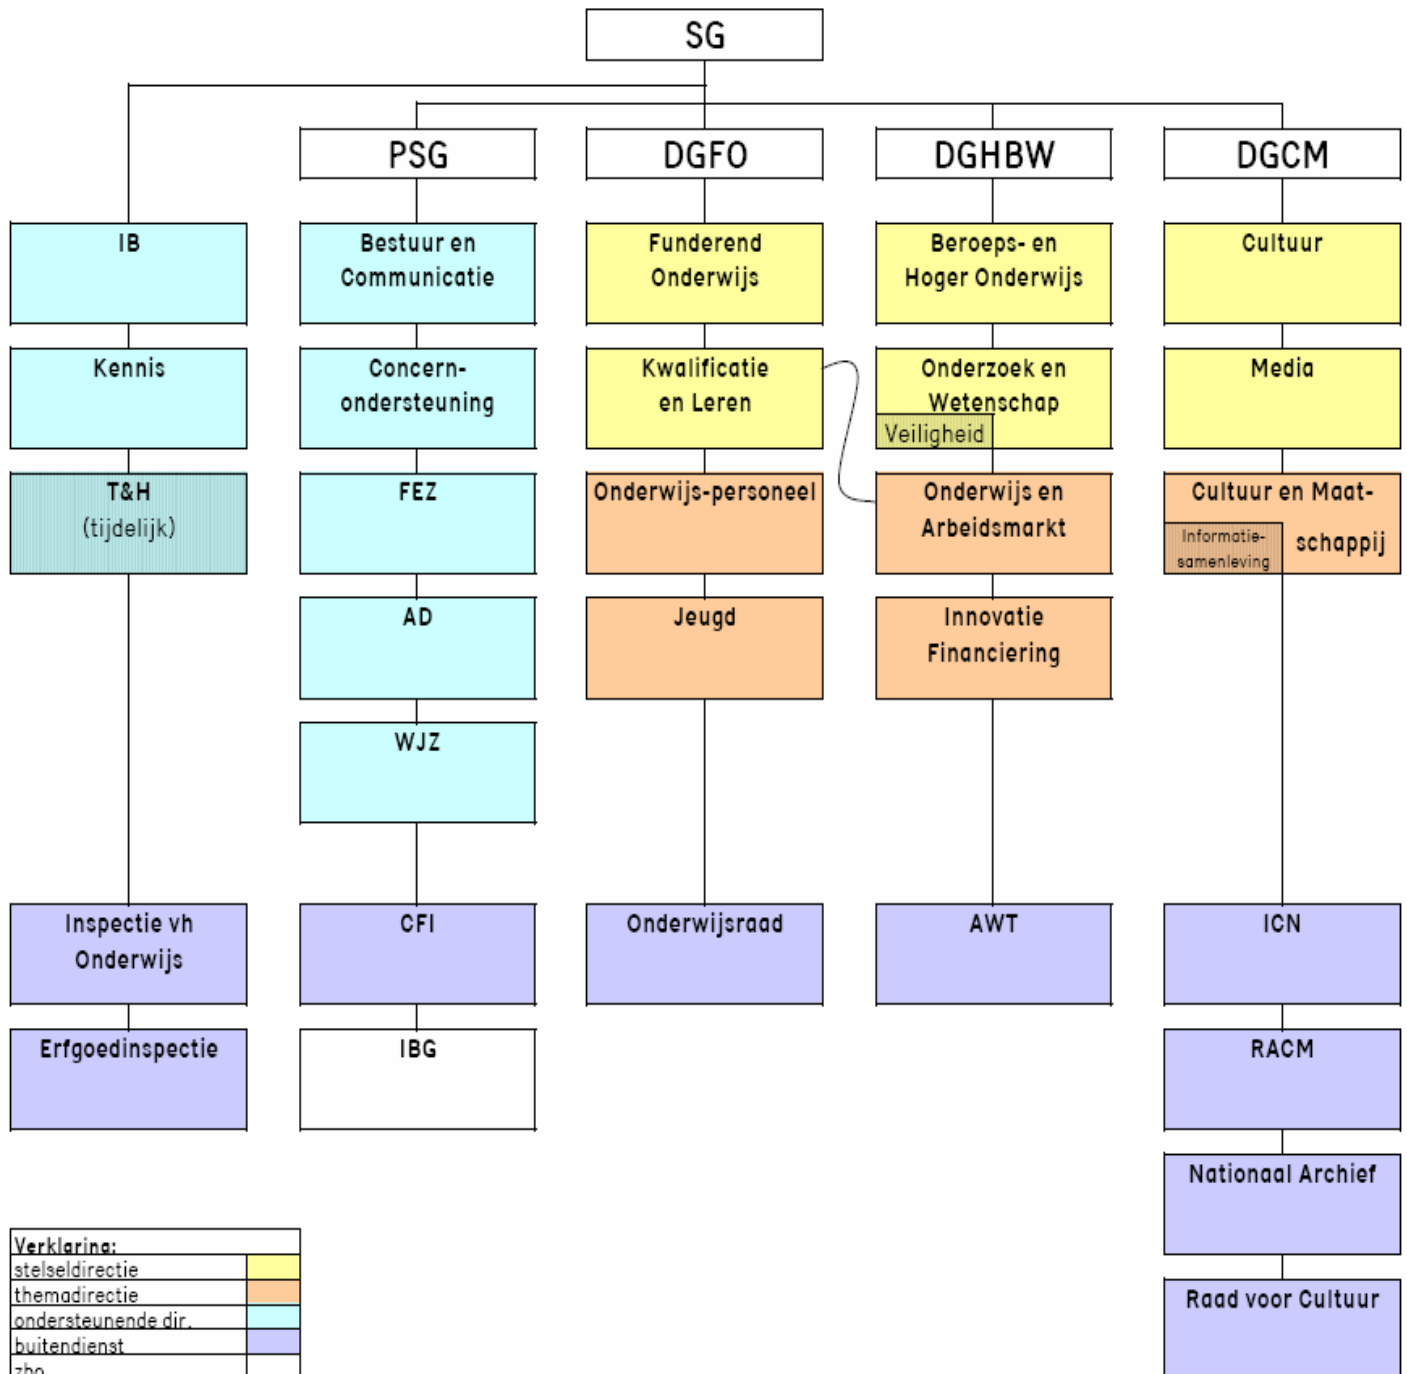 SG
PSG
DGFO
DGHBW
DGCM
IB
Bestuur en
Communicatie
Funderend
Onderwijs
Beroeps- en
Hoger Onderwijs
Cultuur
Kennis
Concern-
ondersteuning
Kwalificatie
en Leren
Onderzoek en
Wetenschap
Veiligheid
Media
T&H
(tijdelijk)
FEZ
Onderwijs-personeel
Onderwijs en
Arbeidsmarkt
Cultuur en Maat-
schappij
Informatie-
samenleving
AD
Jeugd
Innovatie
Financiering
WJZ
Inspectie vh
Onderwijs
CFI
Onderwijsraad
AWT
ICN
Erfgoedinspectie
IBG
RACM
Nationaal Archief
Raad voor Cultuur
Verklaring:
stelseldirectie
themadirectie
ondersteunende dir.
buitendienst
zbo